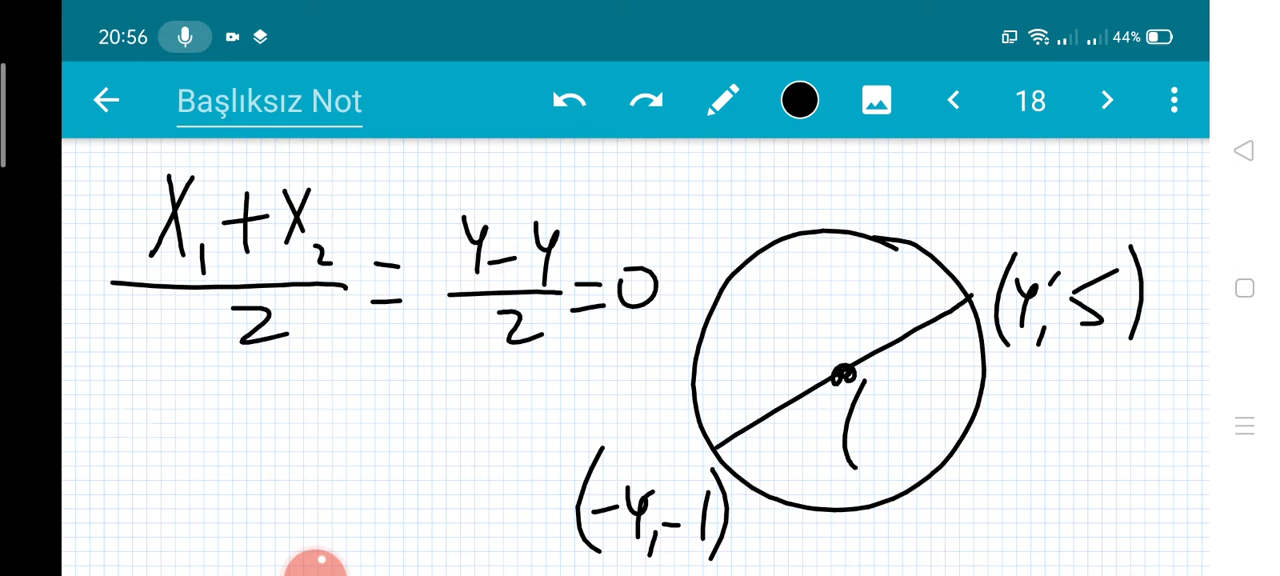 20:56 44%
Başlıksız Not 18
(x₁ + x₂)/2 = (4 - 4)/2 = 0
(4, 5)
(
(-4, -1)